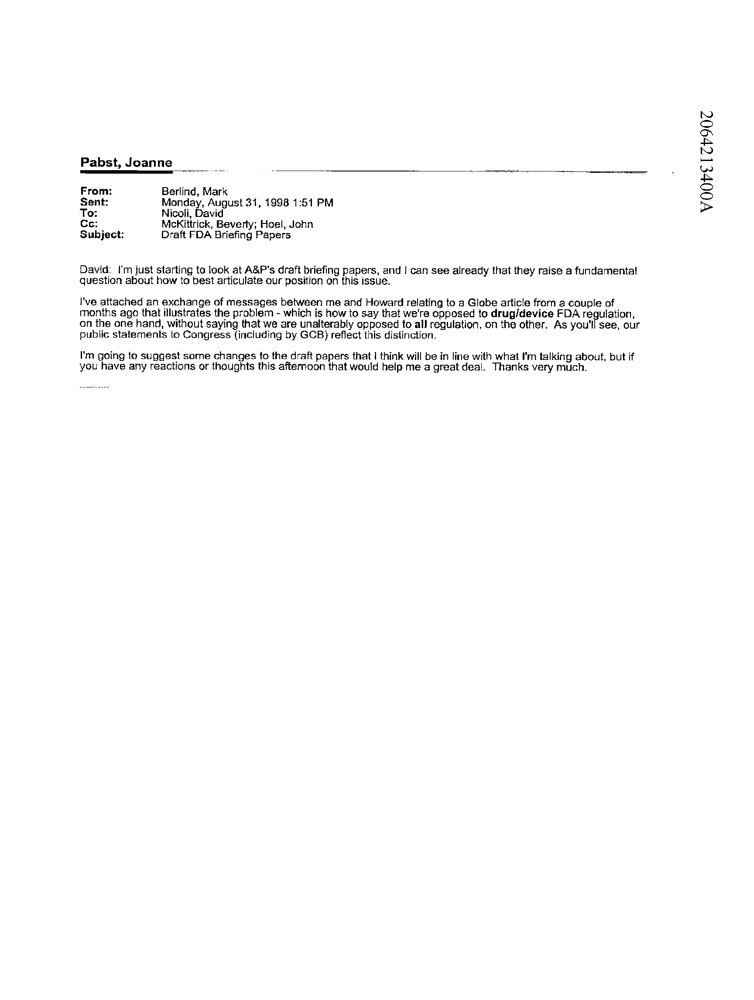 2064213400A
Pabst, Joanne
From: Berlind, Mark
Sent: Monday, August 31, 1998 1:51 PM
To: Nicoli, David
Cc: McKittrick, Beverly; Hoel, John
Subject: Draft FDA Briefing Papers
David: I'm just starting to look at A&P's draft briefing papers, and I can see already that they raise a fundamental
question about how to best articulate our position on this issue.
I've attached an exchange of messages between me and Howard relating to a Globe article from a couple of
months ago that illustrates the problem - which is how to say that we're opposed to drug/device FDA regulation,
on the one hand, without saying that we are unalterably opposed to all regulation, on the other. As you'll see, our
public statements to Congress (including by GCB) reflect this distinction.
I'm going to suggest some changes to the draft papers that I think will be in line with what I'm talking about, but if
you have any reactions or thoughts this afternoon that would help me a great deal. Thanks very much.
----------